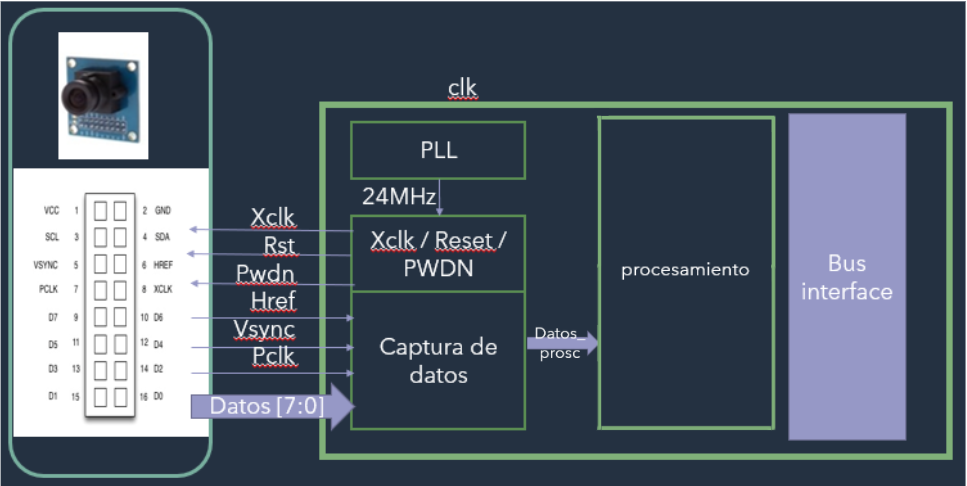 clk
PLL
24MHz
Xclk / Reset /
PWDN
Captura de
datos
Xclk
Rst
Pwdn
Href
Vsync
Pclk
Datos [7:0]
Datos_
prosc
procesamiento
Bus
interface
VCC 1 2 GND
SCL 3 4 SDA
VSYNC 5 6 HREF
PCLK 7 8 XCLK
D7 9 10 D6
D5 11 12 D4
D3 13 14 D2
D1 15 16 D0